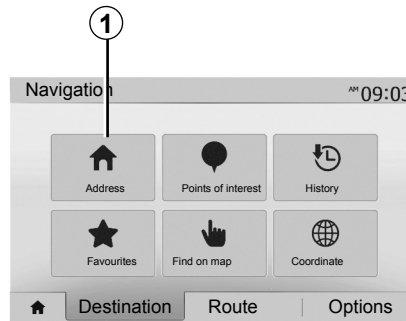 1
Navigation AM 09:03
Address Points of interest History
Favourites Find on map Coordinate
Destination Route Options